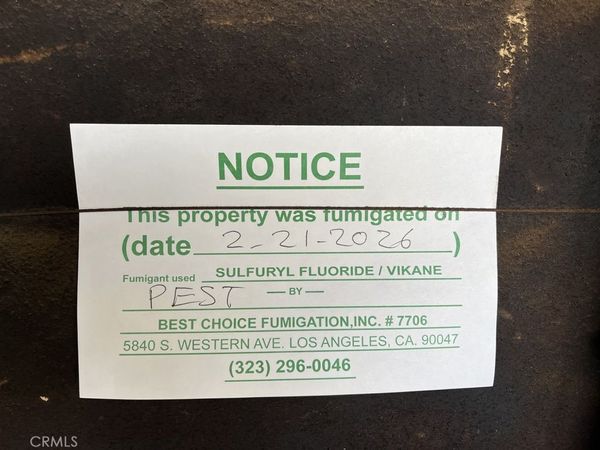 NOTICE
This property was fumigated on
(date 2-21-2026)
Fumigant used SULFURYL FLUORIDE / VIKANE
PEST — BY —
BEST CHOICE FUMIGATION,INC. # 7706
5840 S. WESTERN AVE. LOS ANGELES, CA. 90047
(323) 296-0046
CRMLS